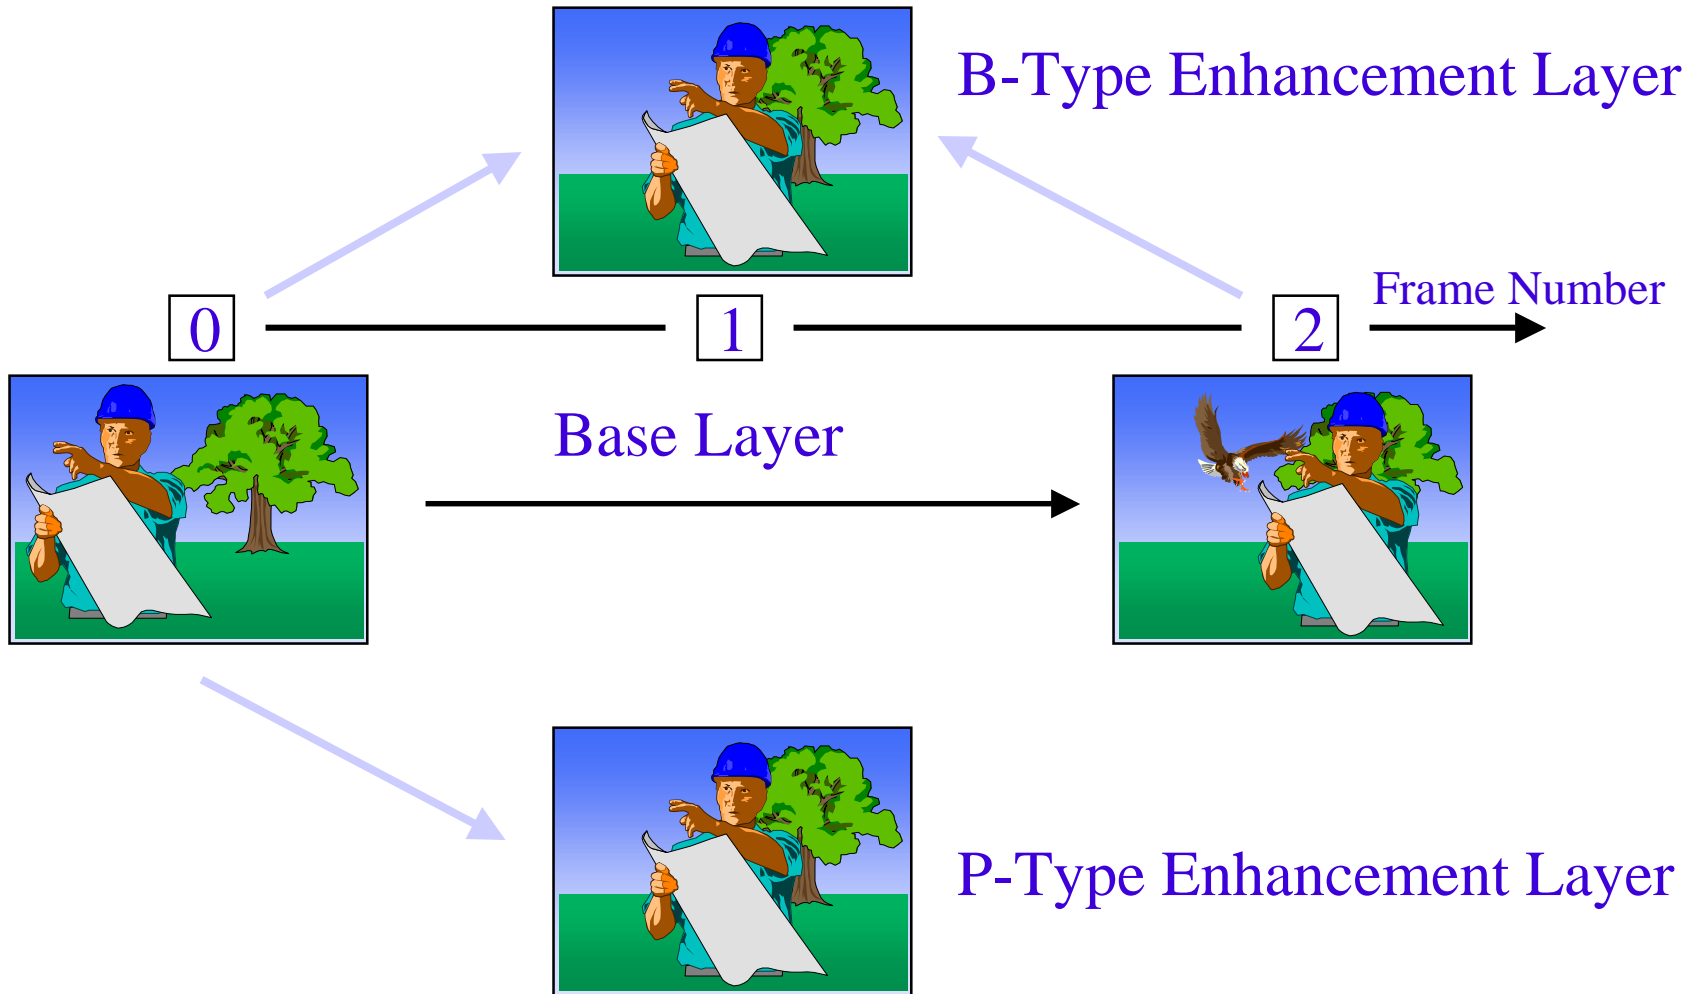 B-Type Enhancement Layer
Frame Number
0
1
2
Base Layer
P-Type Enhancement Layer